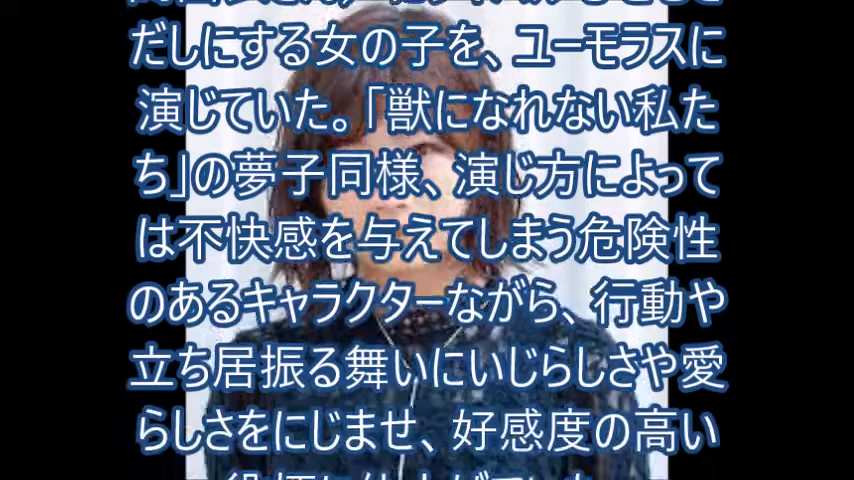 だしにする女の子を、ユーモラスに
演じていた。「獣になれない私た
ち」の夢子同様、演じ方によって
は不快感を与えてしまう危険性
のあるキャラクターながら、行動や
立ち居振る舞いにいじらしさや愛
らしさをにじませ、好感度の高い